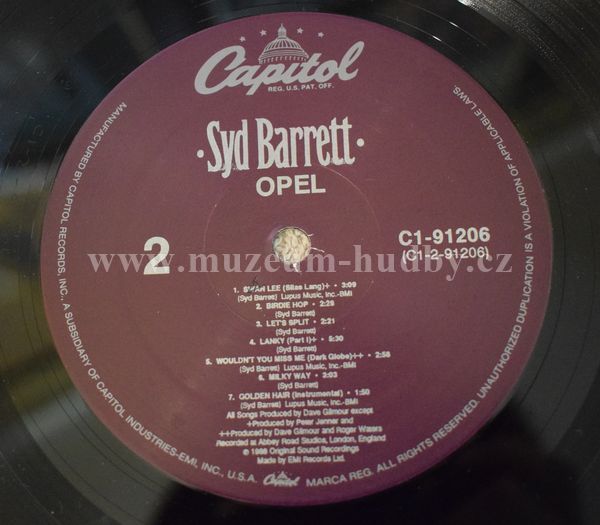 Capitol
REG. U.S. PAT. OFF.
· Syd Barrett ·
OPEL
2
C1-91206
(C1-2-91206)
www.muzeum-hudby.cz
1. SWAN LEE (Silas Lang)+ • 3:09
(Syd Barrett) Lupus Music, Inc.-BMI
2. BIRDIE HOP • 2:29
(Syd Barrett)
3. LET'S SPLIT • 2:21
(Syd Barrett)
4. LANKY (Part I)+ • 5:30
(Syd Barrett)
5. WOULDN'T YOU MISS ME (Dark Globe)++ • 2:58
(Syd Barrett) Lupus Music, Inc.-BMI
6. MILKY WAY • 3:03
(Syd Barrett)
7. GOLDEN HAIR (Instrumental) • 1:50
(Syd Barrett) Lupus Music, Inc.-BMI
All Songs Produced by Dave Gilmour except
+Produced by Peter Jenner and
++Produced by Dave Gilmour and Roger Waters
Recorded at Abbey Road Studios, London, England
℗ 1988 Original Sound Recordings
Made by EMI Records Ltd.
MANUFACTURED BY CAPITOL RECORDS, INC., A SUBSIDIARY OF CAPITOL INDUSTRIES-EMI, INC., U.S.A. Capitol MARCA REG. ALL RIGHTS RESERVED. UNAUTHORIZED DUPLICATION IS A VIOLATION OF APPLICABLE LAWS.